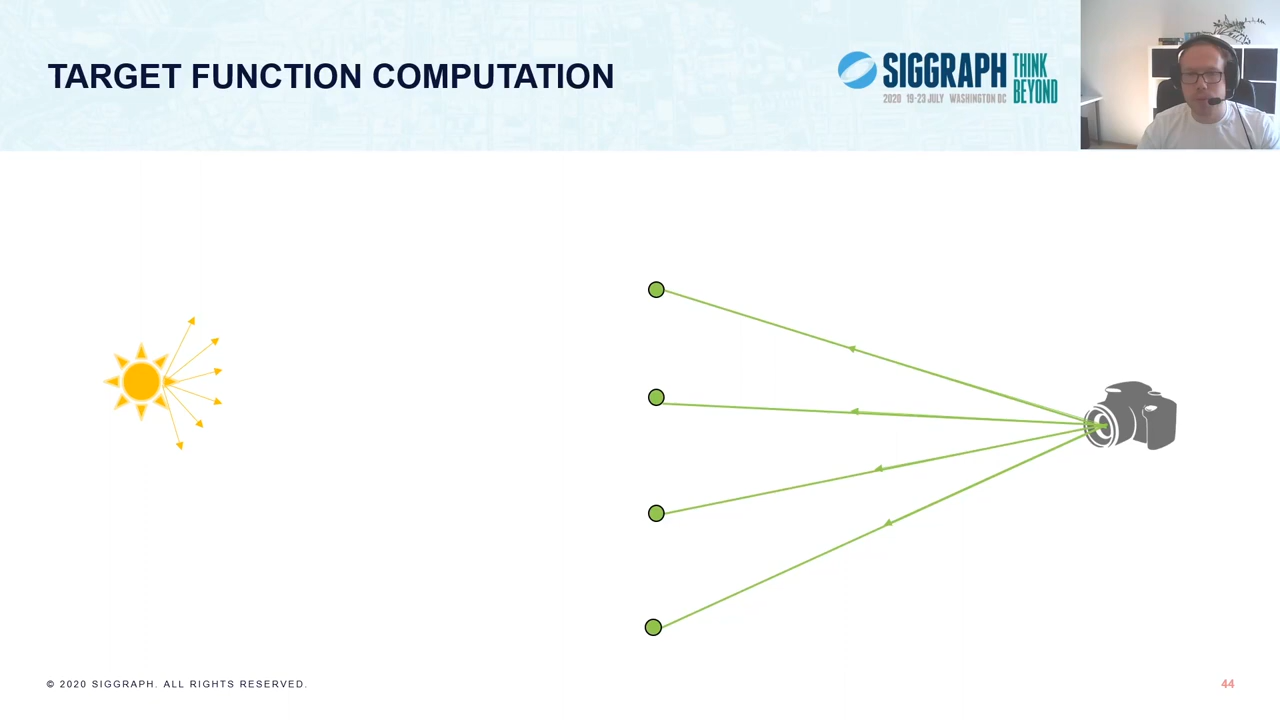 TARGET FUNCTION COMPUTATION
SIGGRAPH THINK BEYOND
2020 19-23 JULY WASHINGTON DC
© 2020 SIGGRAPH. ALL RIGHTS RESERVED.
44